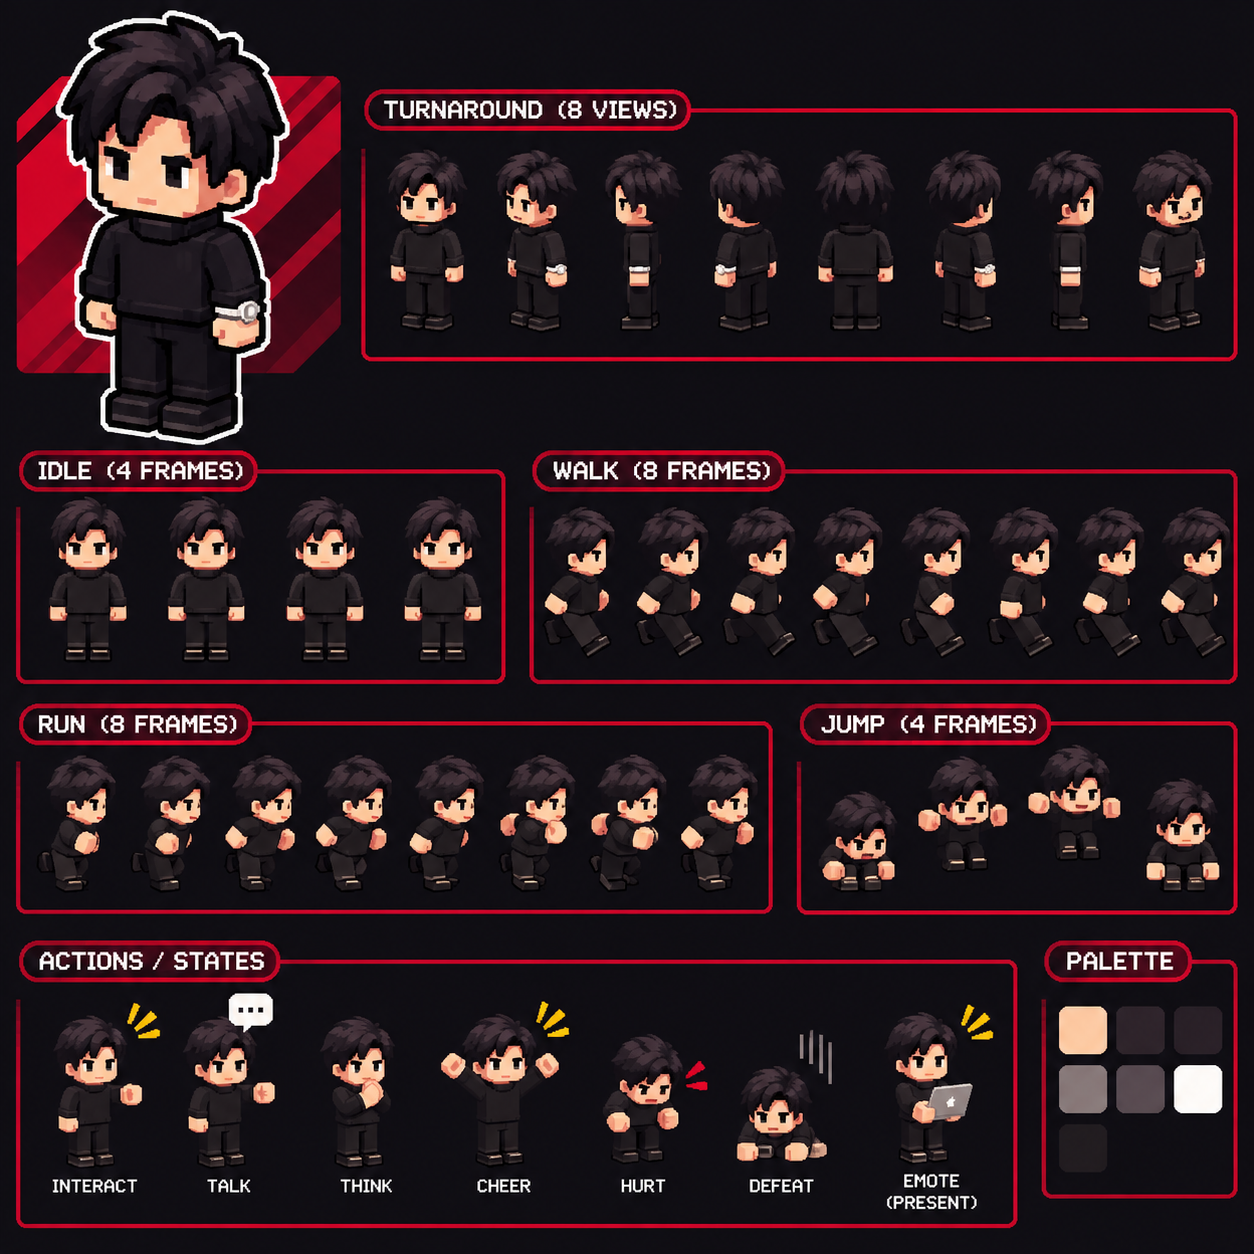 TURNAROUND (8 VIEWS)
IDLE (4 FRAMES)
WALK (8 FRAMES)
RUN (8 FRAMES)
JUMP (4 FRAMES)
ACTIONS / STATES
PALETTE
...
INTERACT
TALK
THINK
CHEER
HURT
DEFEAT
EMOTE
(PRESENT)